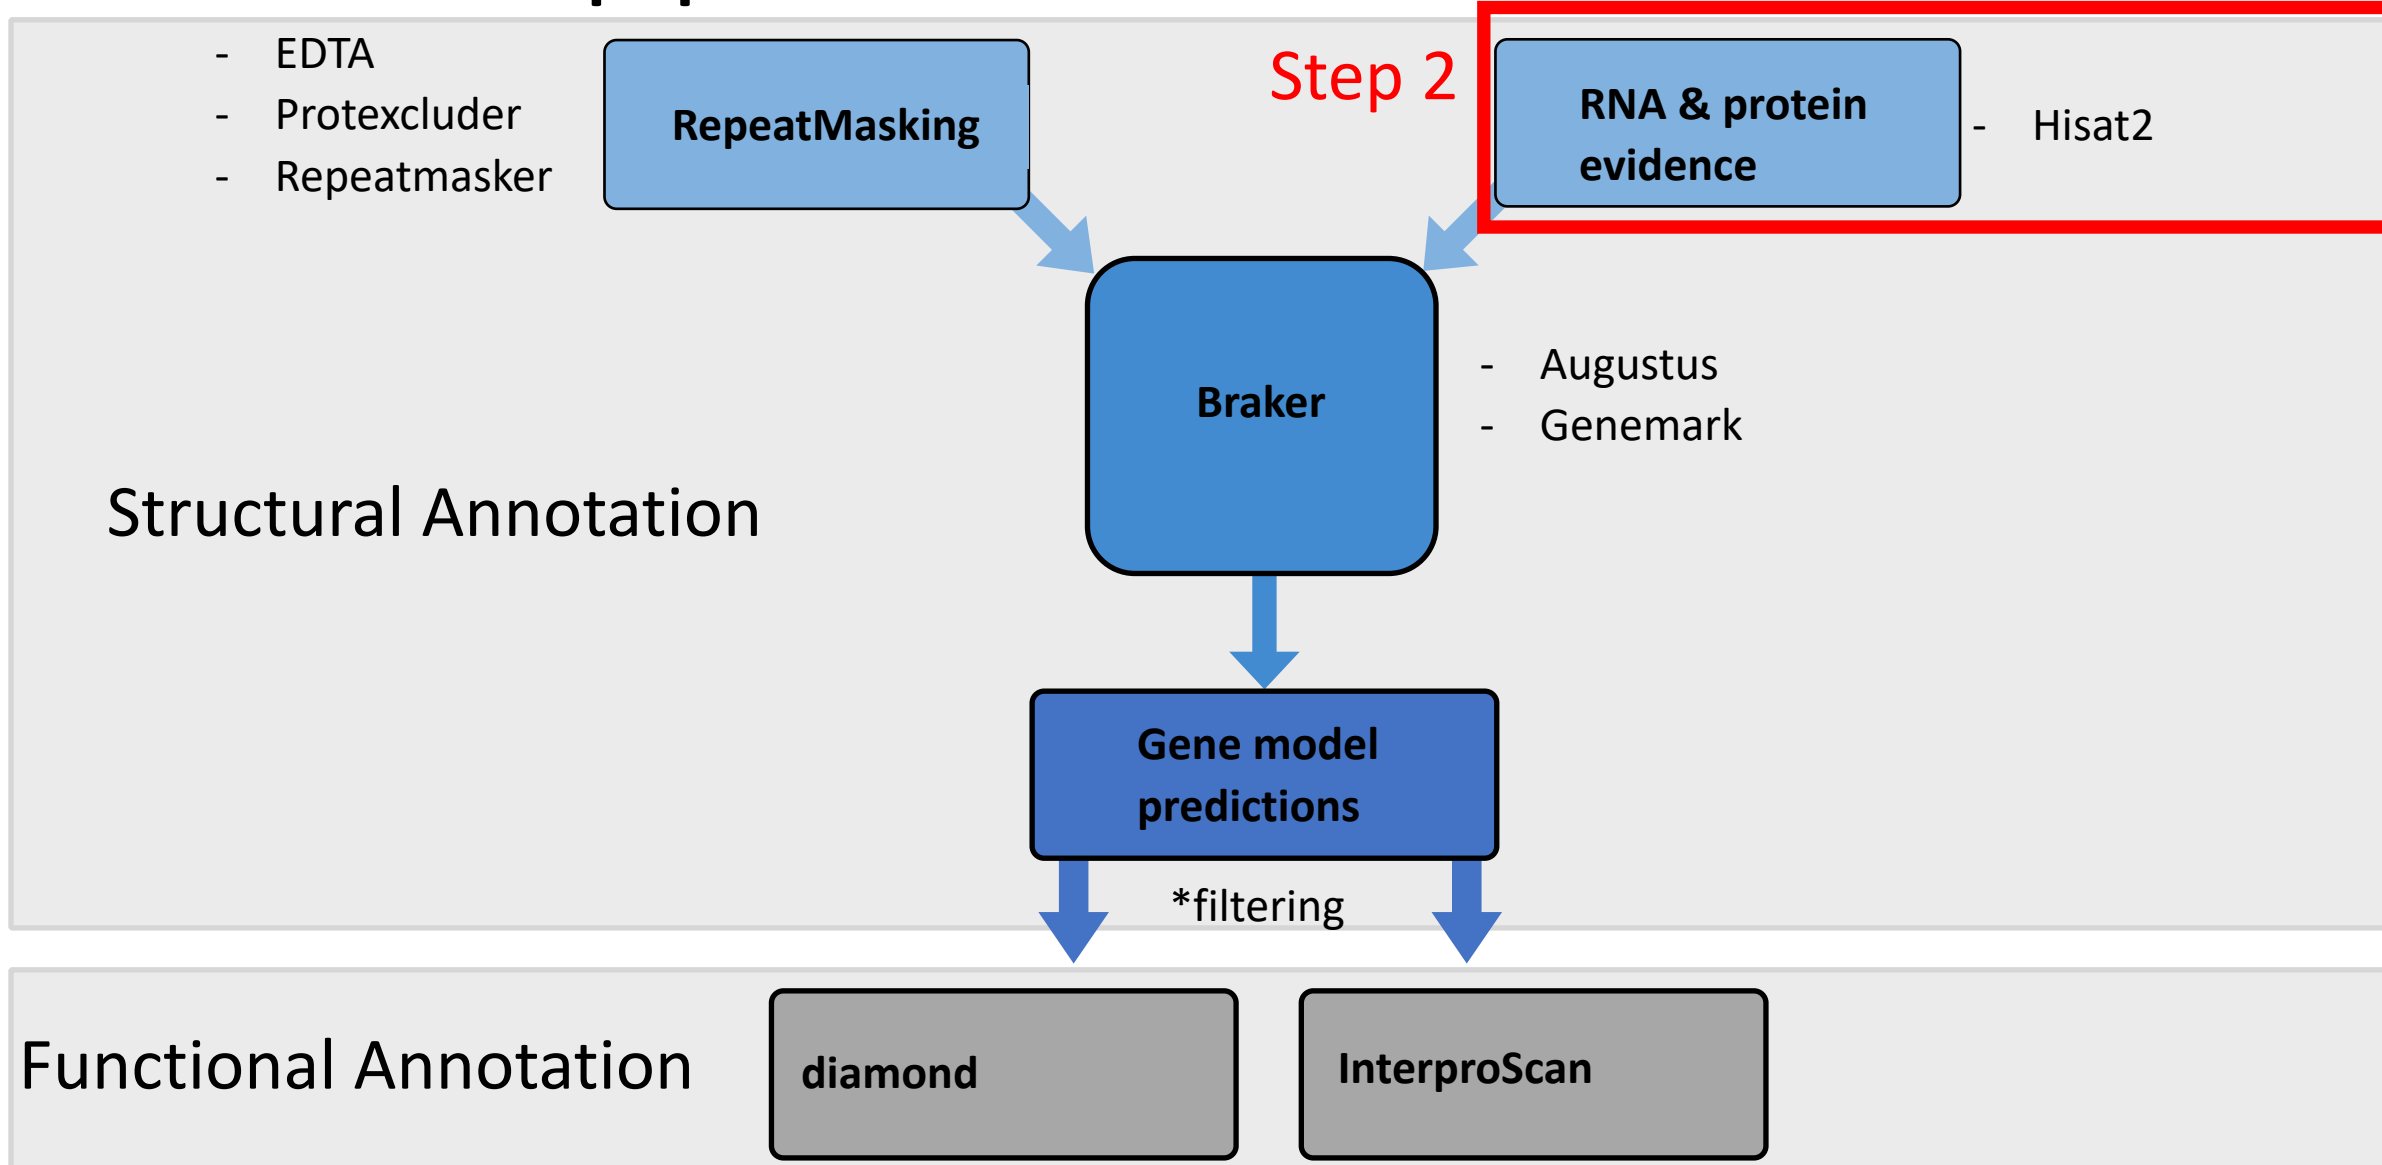 - EDTA
- Protexcluder
- Repeatmasker
RepeatMasking
Step 2
RNA & protein
evidence
- Hisat2
Braker
- Augustus
- Genemark
Structural Annotation
Gene model
predictions
*filtering
Functional Annotation
diamond
InterproScan